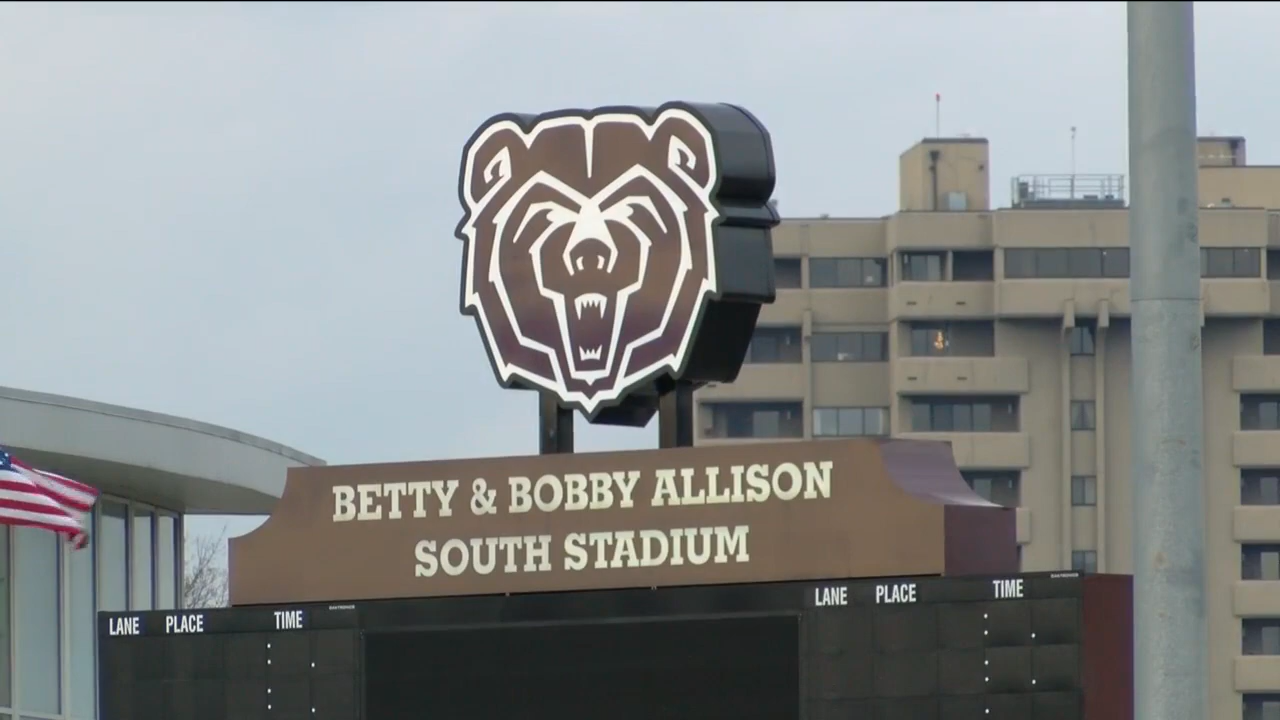 BETTY & BOBBY ALLISON
SOUTH STADIUM
LANE PLACE TIME
LANE PLACE TIME